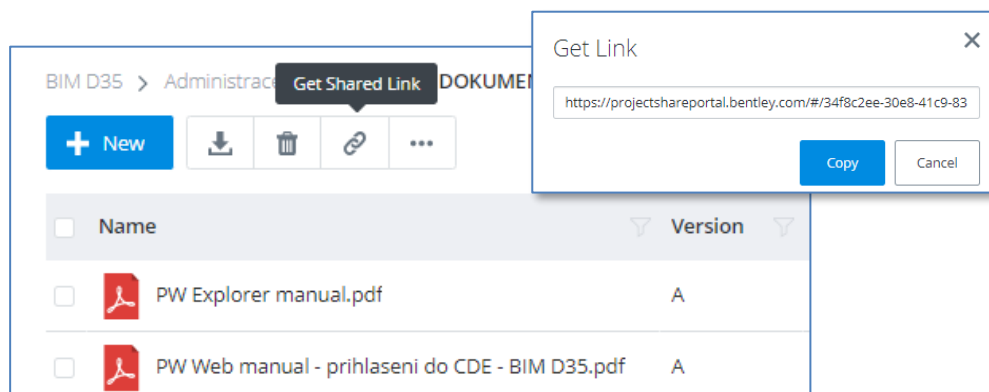 BIM D35 > Administrace
Get Shared Link
New
Name
Version
PW Explorer manual.pdf
A
PW Web manual - prihlaseni do CDE - BIM D35.pdf
A
Get Link
https://projectshareportal.bentley.com/#/34f8c2ee-30e8-41c9-83
Copy
Cancel